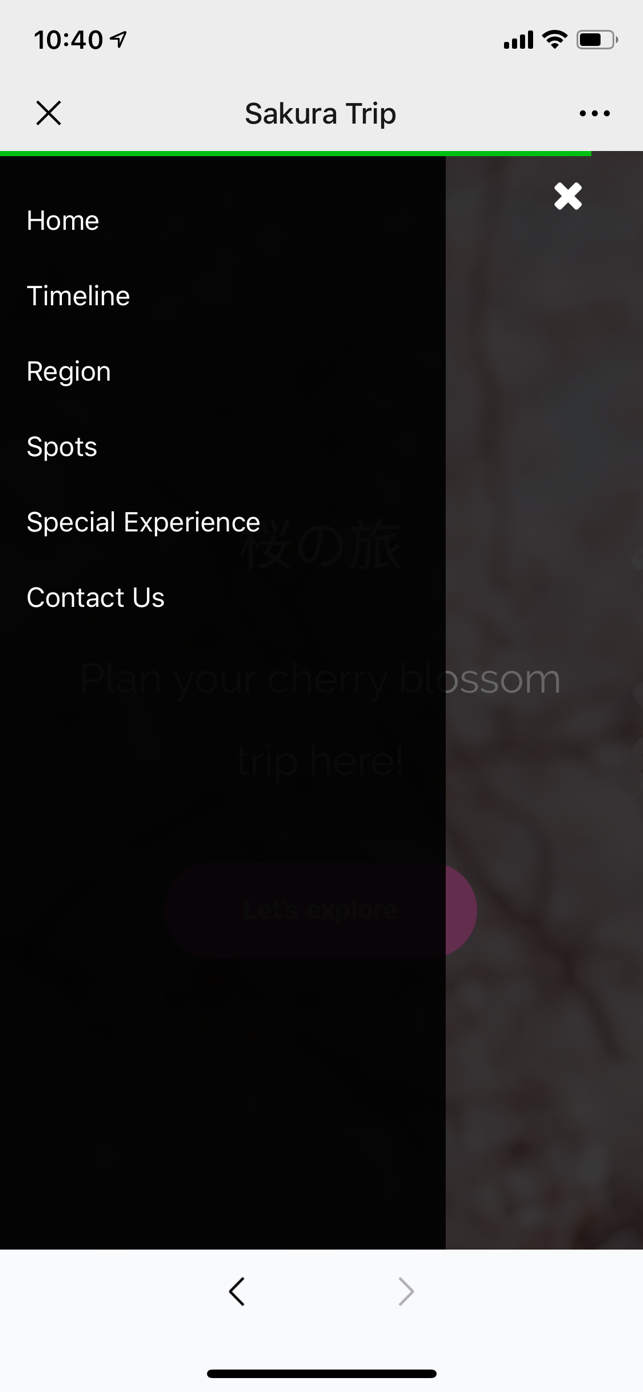 10:40
Sakura Trip
Home
Timeline
Region
Spots
Special Experience
桜の旅
Contact Us
Plan your cherry blossom
trip here!
Let's explore